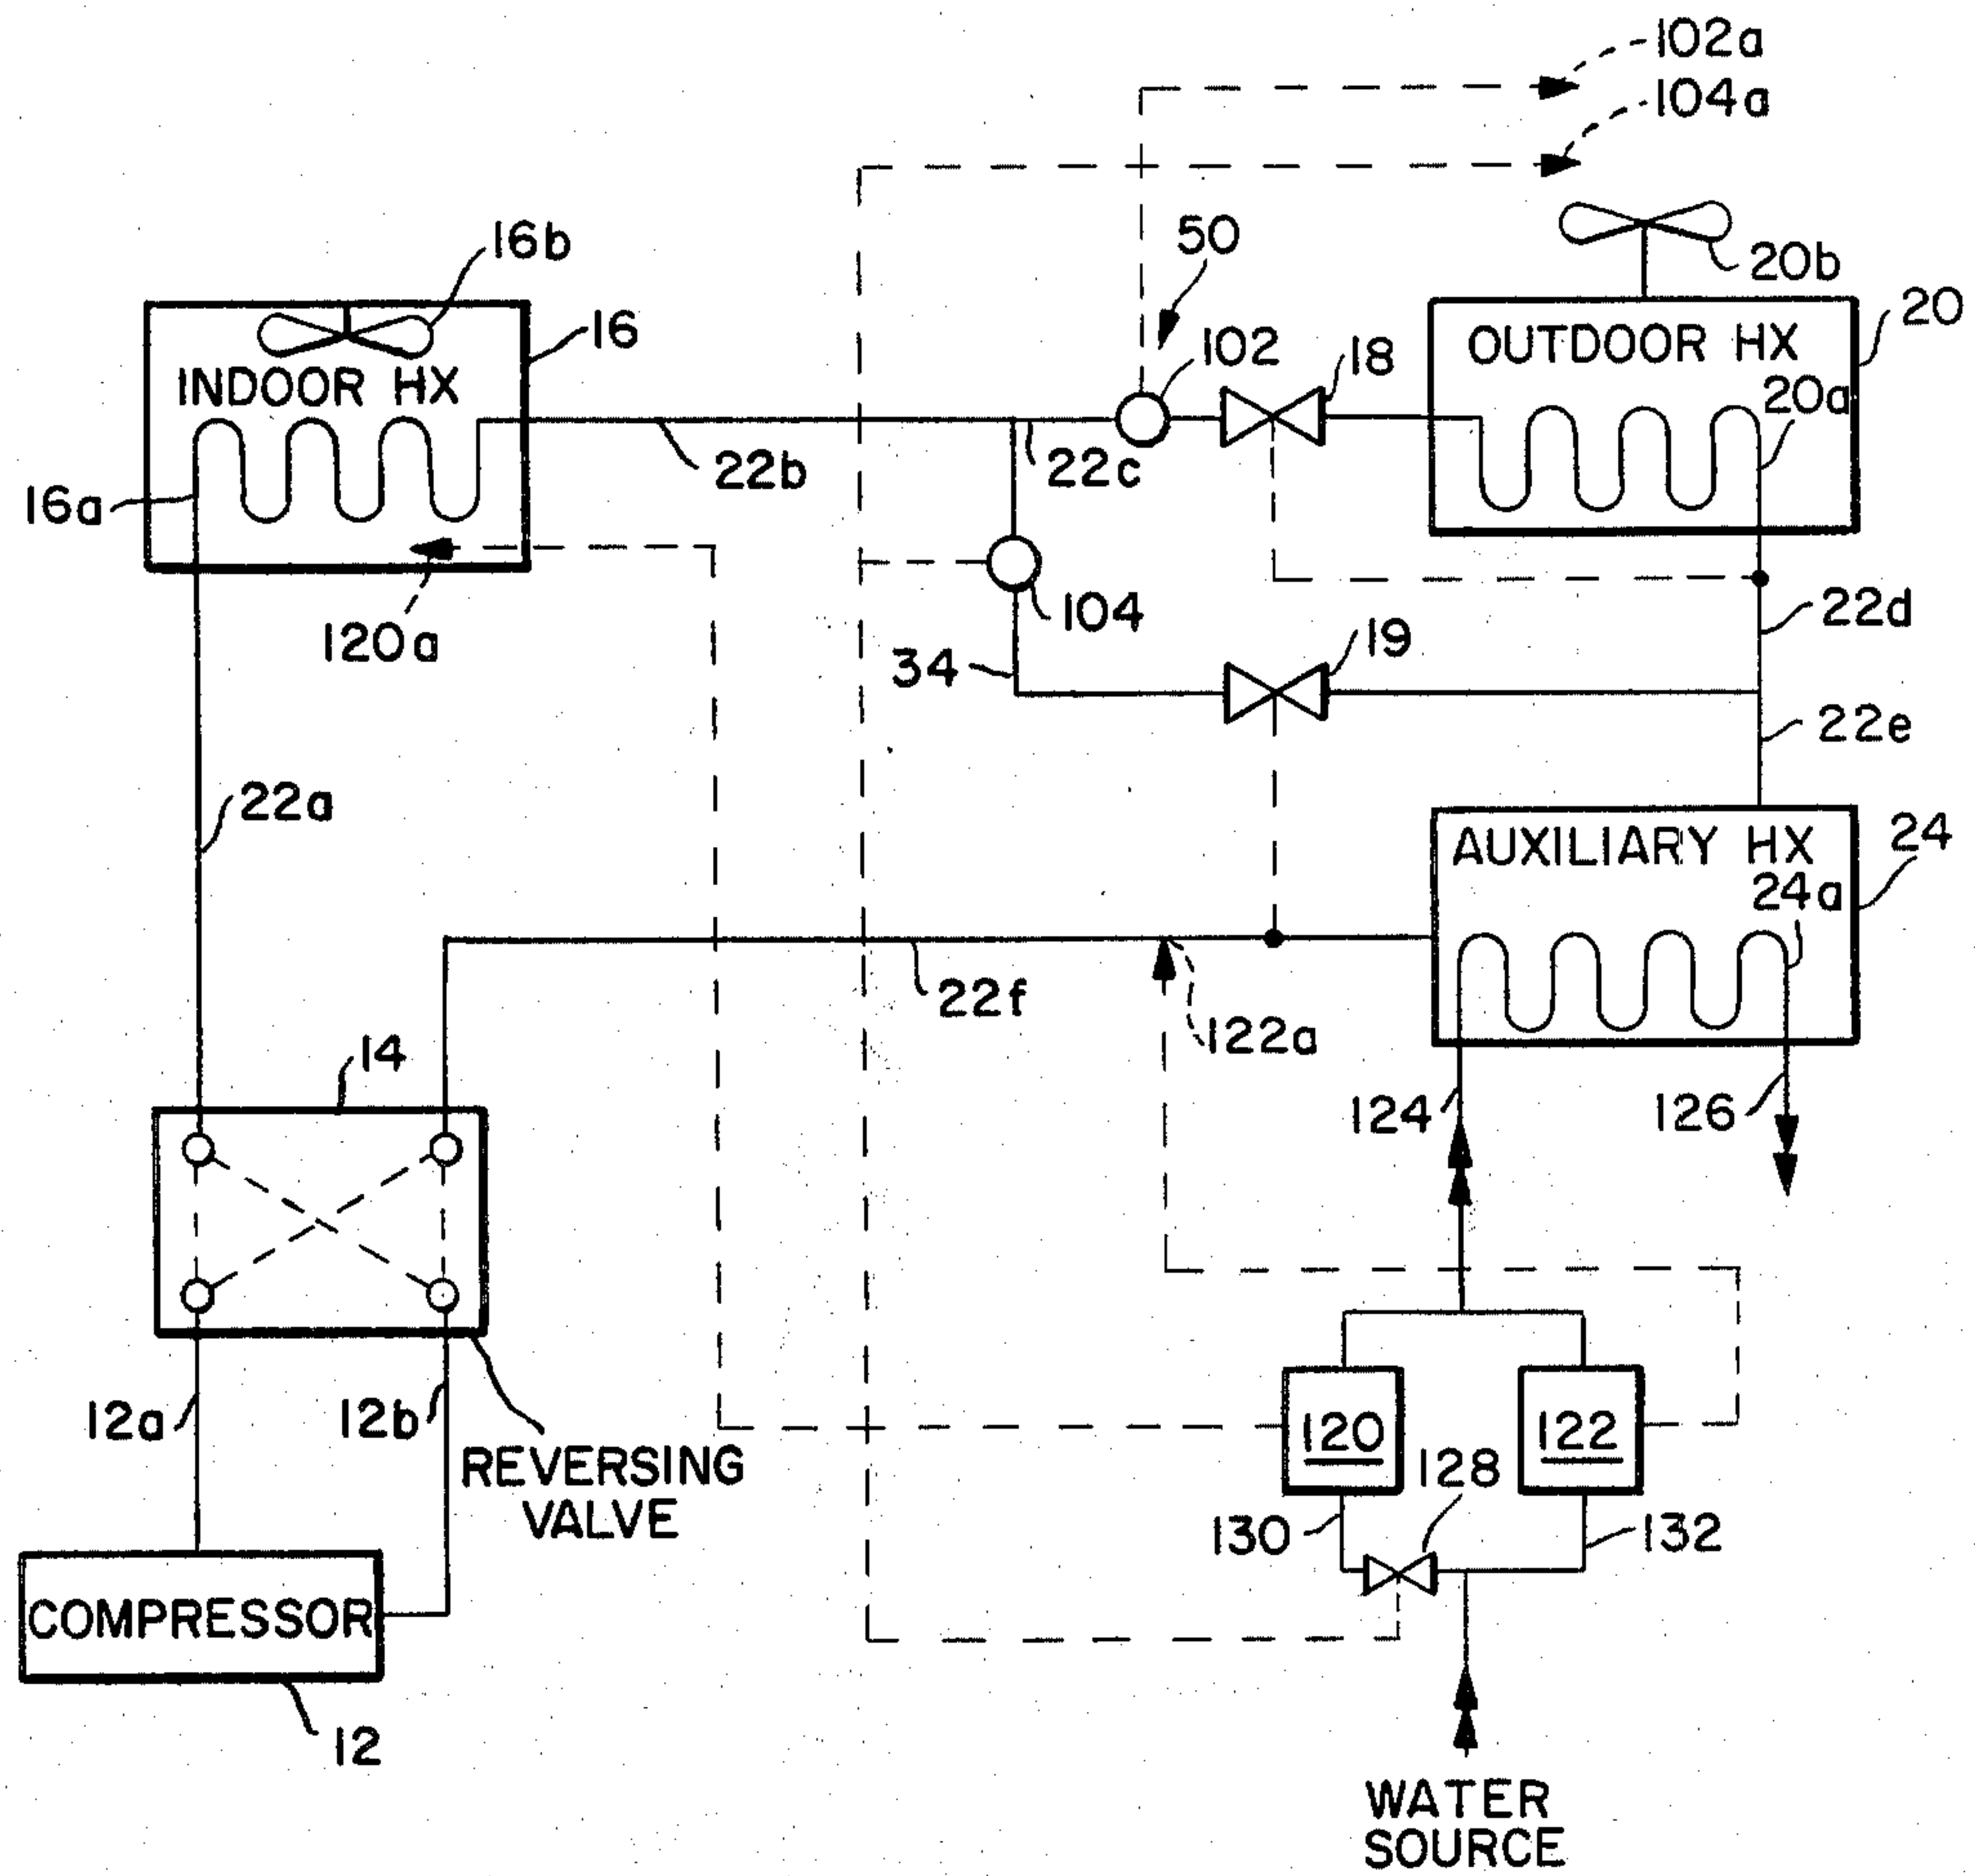 102a
104a
50
16b
20b
16
102
18
20
INDOOR HX
OUTDOOR HX
20a
22b
22c
16a
120a
104
22d
34
19
22e
22a
AUXILIARY HX
24
24a
22f
122a
14
124
126
12a
12b
120
122
REVERSING
VALVE
128
130
132
COMPRESSOR
12
WATER
SOURCE